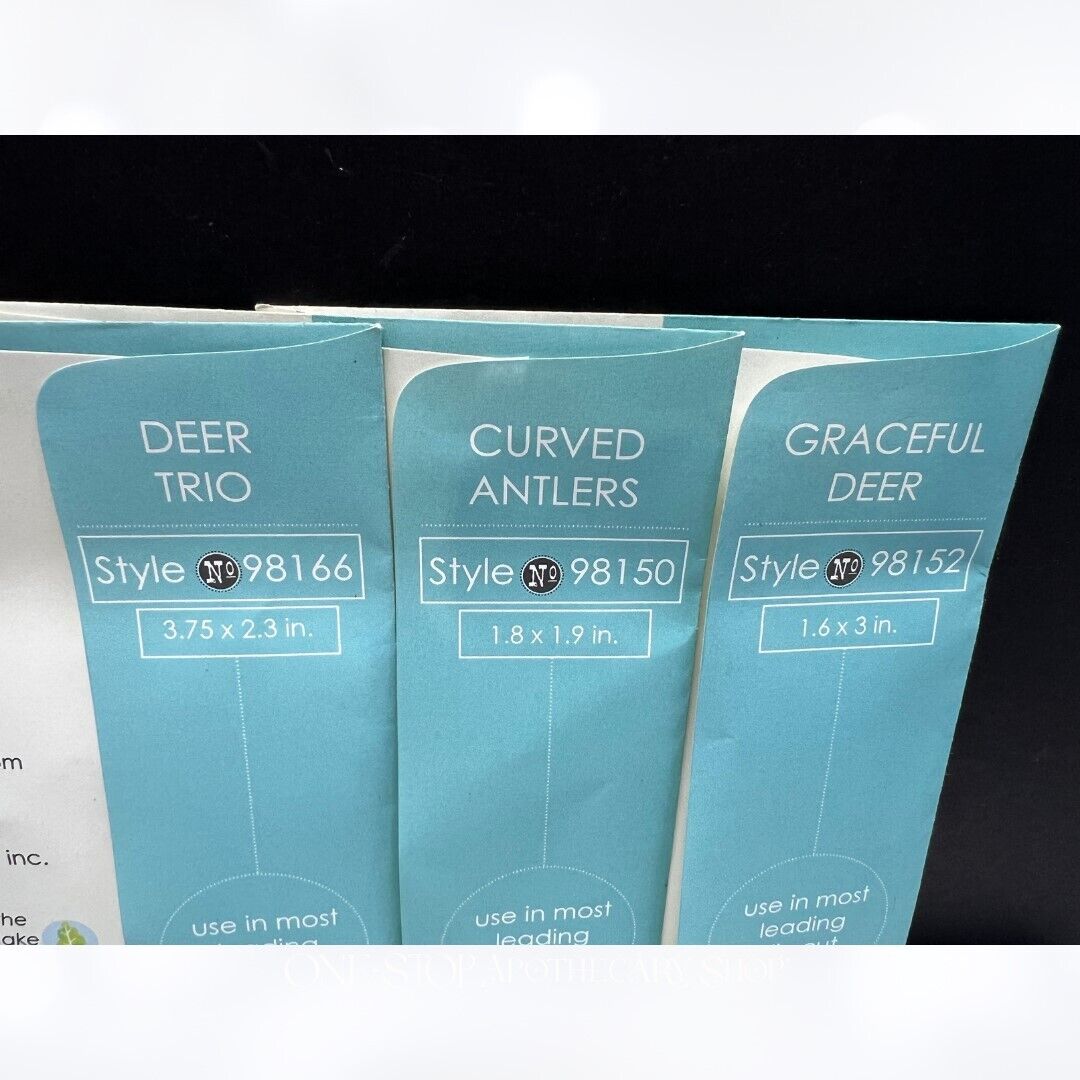 DEER
TRIO
Style No 98166
3.75 x 2.3 in.
use in most
CURVED
ANTLERS
Style No 98150
1.8 x 1.9 in.
use in most
leading
GRACEFUL
DEER
Style No 98152
1.6 x 3 in.
use in most
leading
inc.
ONE STOP APOTHECARY SHOP